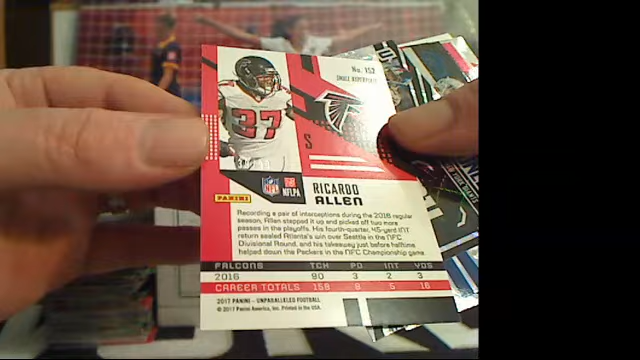 No. 152
37
S
PANINI
NFL
NFLPA
RICARDO
ALLEN
Recording a pair of interceptions during the 2016 regular
season, Allen stepped it up and picked off two more
passes in the playoffs. His fourth-quarter, 45-yard INT
return sealed Atlanta's win over Seattle in the NFC
Divisional Round, and his takeaway just before halftime
helped down the Packers in the NFC Championship game.
FALCONS TCK PD INT YDS
2016 90 3 2 3
CAREER TOTALS 158 8 5 16
2017 PANINI - UNPARALLELED FOOTBALL
© 2017 Panini America, Inc. Printed in the USA.